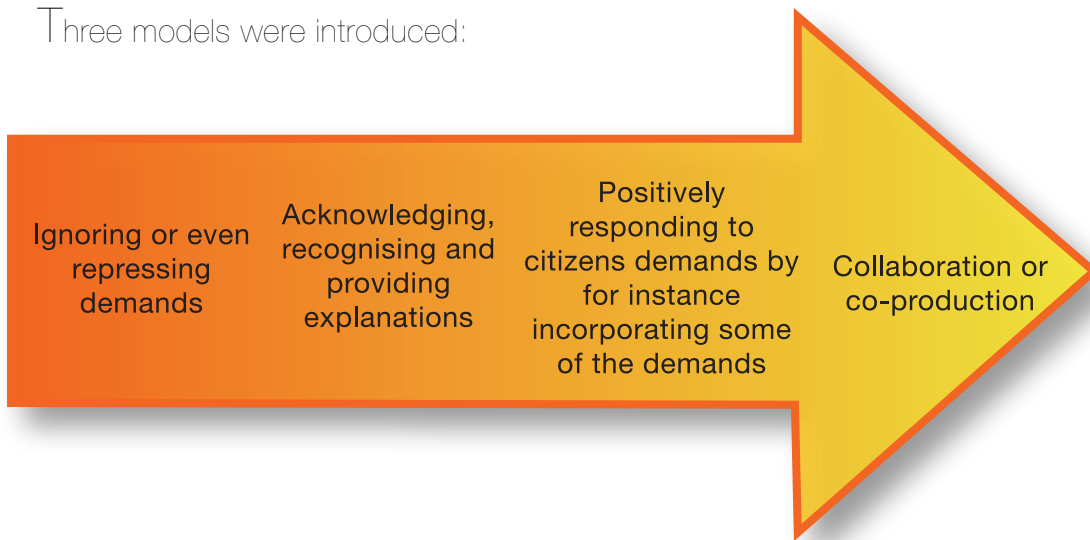 Three models were introduced:
Ignoring or even
repressing
demands
Acknowledging,
recognising and
providing
explanations
Positively
responding to
citizens demands by
for instance
incorporating some
of the demands
Collaboration or
co-production